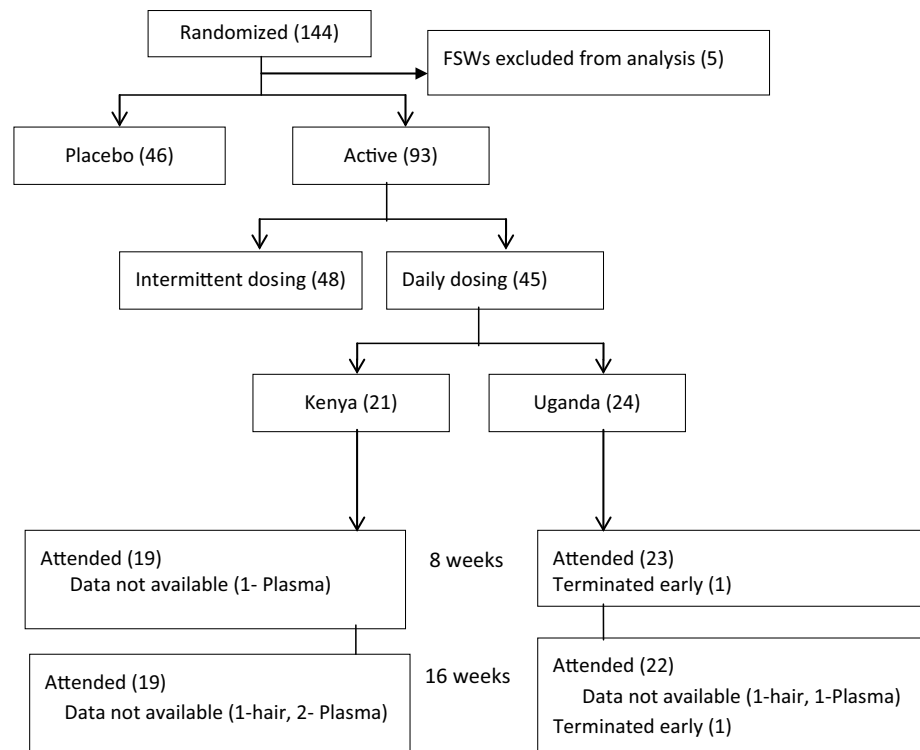 Randomized (144)
FSWs excluded from analysis (5)
Placebo (46)
Active (93)
Intermittent dosing (48)
Daily dosing (45)
Kenya (21)
Uganda (24)
Attended (19)
Data not available (1- Plasma)
8 weeks
Attended (23)
Terminated early (1)
Attended (19)
Data not available (1-hair, 2- Plasma)
16 weeks
Attended (22)
Data not available (1-hair, 1-Plasma)
Terminated early (1)